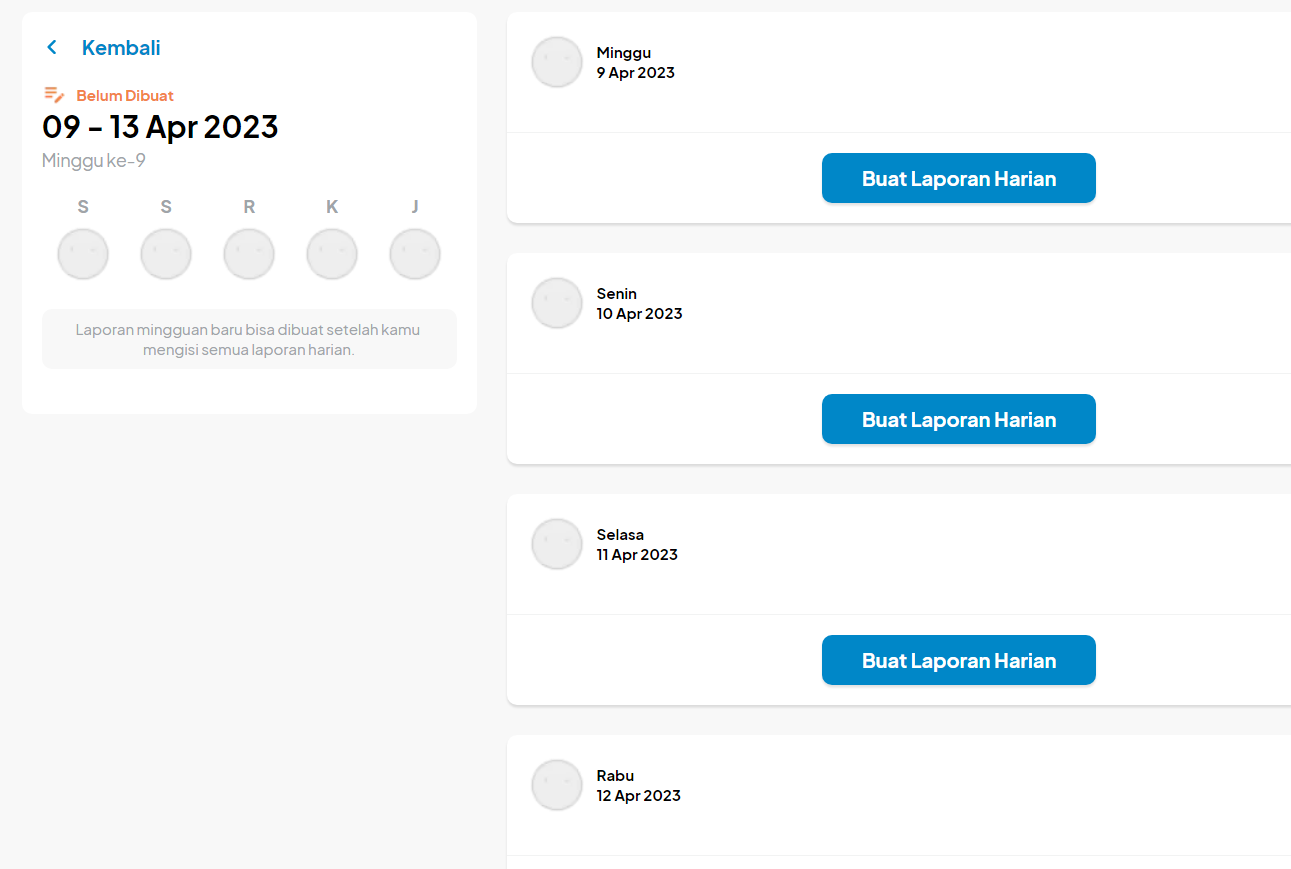 Kembali
Belum Dibuat
09 - 13 Apr 2023
Minggu ke-9
S S R K J
Laporan mingguan baru bisa dibuat setelah kamu
mengisi semua laporan harian.
Minggu
9 Apr 2023
Buat Laporan Harian
Senin
10 Apr 2023
Buat Laporan Harian
Selasa
11 Apr 2023
Buat Laporan Harian
Rabu
12 Apr 2023